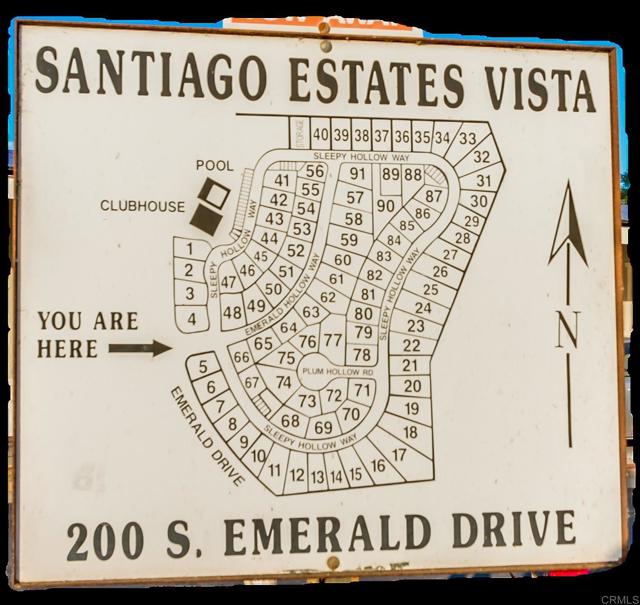 SANTIAGO ESTATES VISTA
STORAGE 40 39 38 37 36 35 34 33
32
31
30
29
28
27
26
25
24
23
22
21
20
19
18
17
16
15
14
13
12
11
10
9
8
7
6
5
SLEEPY HOLLOW WAY
POOL
CLUBHOUSE
1
2
3
4
SLEEPY HOLLOW WAY
41 56
42 55
43 54
44 53
45 52
46 51
47 50
48 49
EMERALD HOLLOW WAY
91 89 88
57 90 87
58 86
59 85
60 84
61 83
62 82
63 81
64 80
65 76 77 79
66 75 78
67 74
PLUM HOLLOW RD
73 72 71
68 69 70
SLEEPY HOLLOW WAY
SLEEPY HOLLOW WAY
YOU ARE
HERE
EMERALD DRIVE
N
200 S. EMERALD DRIVE
CRMLS